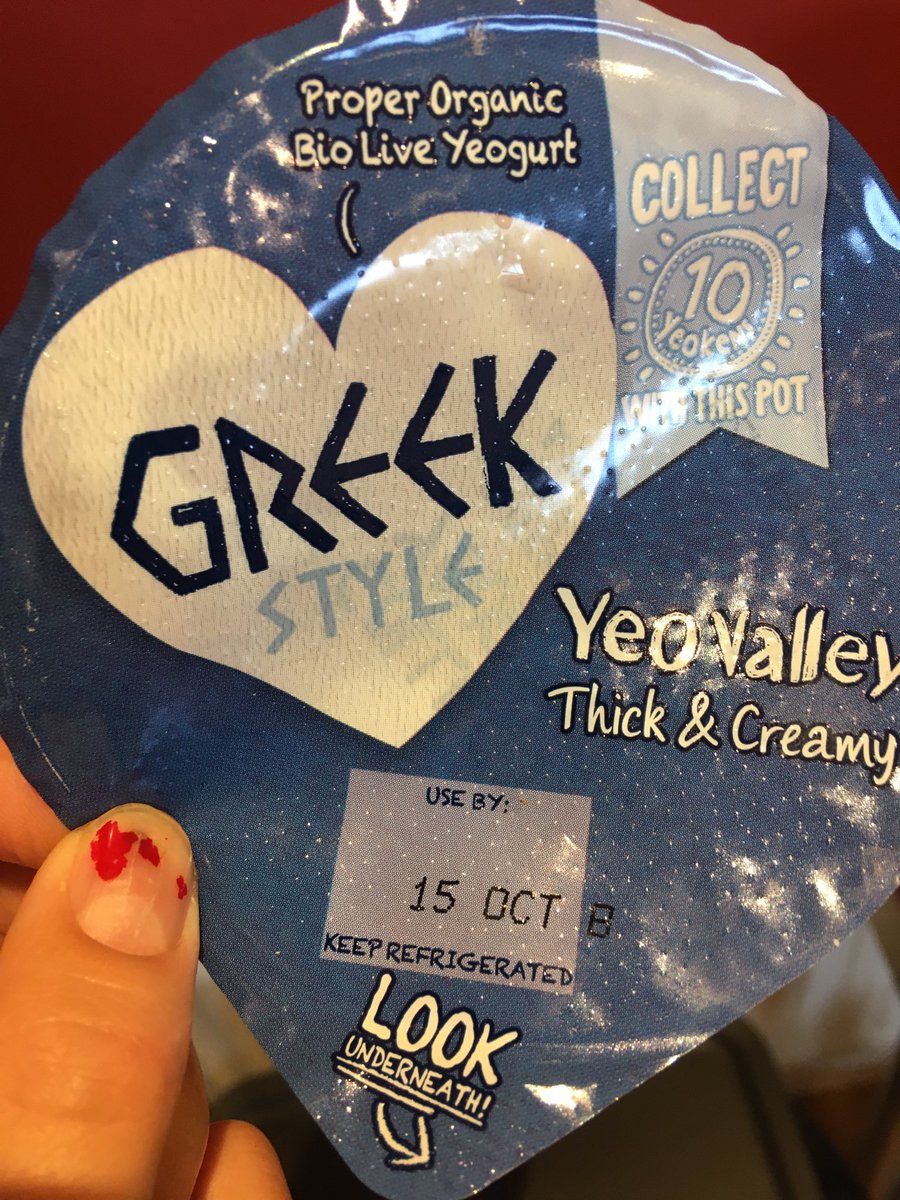 Proper Organic
Bio Live Yeogurt
COLLECT
10
Yeokens
WITH THIS POT
GREEK
STYLE
Yeo Valley
Thick & Creamy
USE BY:
15 OCT B
KEEP REFRIGERATED
LOOK
UNDERNEATH!